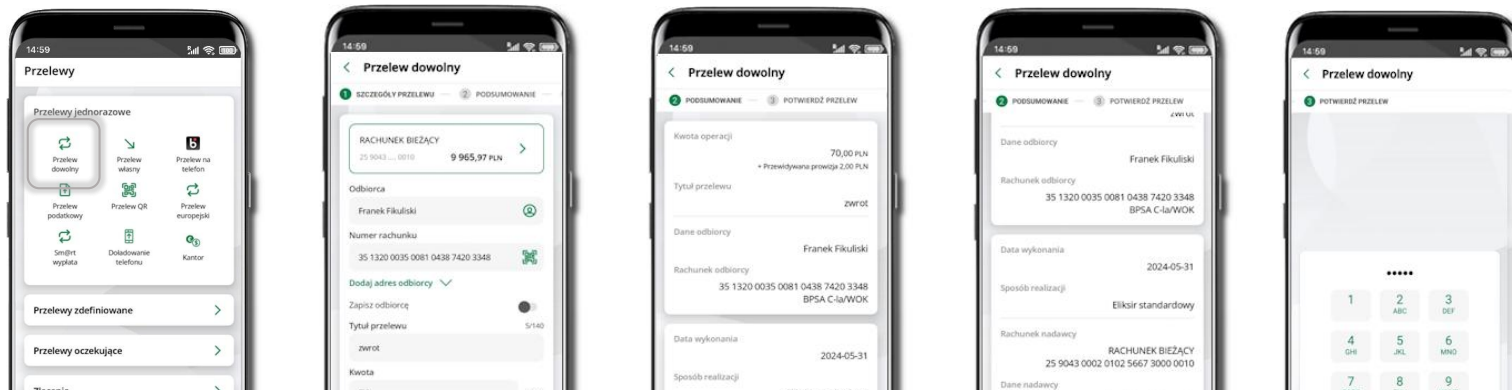 14:59
Przelewy
Przelewy jednorazowe
Przelew dowolny
Przelew własny
Przelew na telefon
Przelew podatkowy
Przelew QR
Przelew europejski
Sm@rt wypłata
Doładowanie telefonu
Kantor
Przelewy zdefiniowane
Przelewy oczekujące
14:59
Przelew dowolny
1 SZCZEGÓŁY PRZELEWU
2 PODSUMOWANIE
RACHUNEK BIEŻĄCY
25 9043 .... 0010 9 965,97 PLN
Odbiorca
Franek Fikuliski
Numer rachunku
35 1320 0035 0081 0438 7420 3348
Dodaj adres odbiorcy
Zapisz odbiorcę
Tytuł przelewu 5/140
zwrot
Kwota
14:59
Przelew dowolny
2 PODSUMOWANIE
3 POTWIERDŹ PRZELEW
Kwota operacji
70,00 PLN
+ Przewidywana prowizja 2,00 PLN
Tytuł przelewu
zwrot
Dane odbiorcy
Franek Fikuliski
Rachunek odbiorcy
35 1320 0035 0081 0438 7420 3348
BPSA C-la/WOK
Data wykonania
2024-05-31
Sposób realizacji
14:59
Przelew dowolny
2 PODSUMOWANIE
3 POTWIERDŹ PRZELEW
Dane odbiorcy
Franek Fikuliski
Rachunek odbiorcy
35 1320 0035 0081 0438 7420 3348
BPSA C-la/WOK
Data wykonania
2024-05-31
Sposób realizacji
Eliksir standardowy
Rachunek nadawcy
RACHUNEK BIEŻĄCY
25 9043 0002 0102 5667 3000 0010
Dane nadawcy
14:59
Przelew dowolny
3 POTWIERDŹ PRZELEW
•••••
1 2 3
ABC DEF
4 5 6
GHI JKL MNO
7 8 9